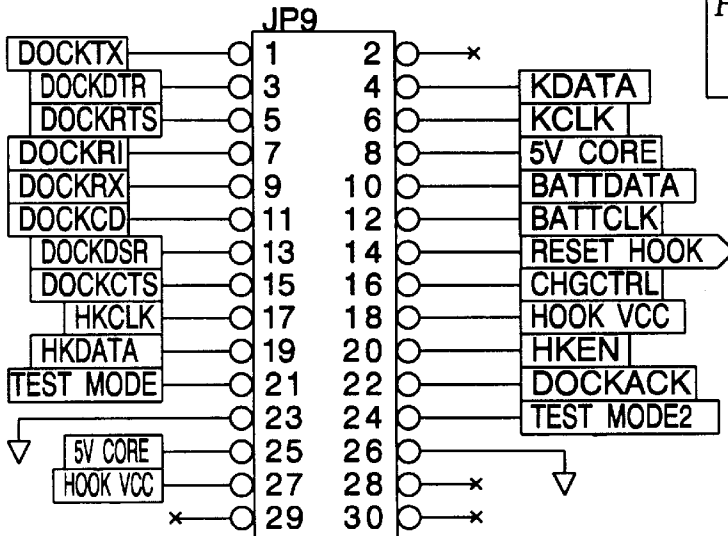 JP9
DOCKTX 1 2
DOCKDTR 3 4 KDATA
DOCKRTS 5 6 KCLK
DOCKRI 7 8 5V CORE
DOCKRX 9 10 BATTDATA
DOCKCD 11 12 BATTCLK
DOCKDSR 13 14 RESET HOOK
DOCKCTS 15 16 CHGCTRL
HKCLK 17 18 HOOK VCC
HKDATA 19 20 HKEN
TEST MODE 21 22 DOCKACK
23 24 TEST MODE2
5V CORE 25 26
HOOK VCC 27 28
29 30